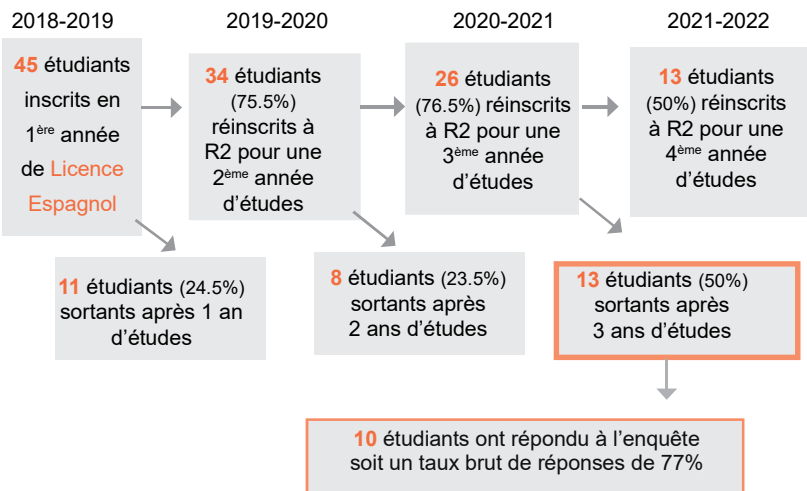 2018-2019
2019-2020
2020-2021
2021-2022
45 étudiants
inscrits en
1ère année
de Licence
Espagnol
34 étudiants
(75.5%)
réinscrits à
R2 pour une
2ème année
d’études
26 étudiants
(76.5%) réinscrits
à R2 pour une
3ème année
d’études
13 étudiants
(50%) réinscrits
à R2 pour une
4ème année
d’études
11 étudiants (24.5%)
sortants après 1 an
d’études
8 étudiants (23.5%)
sortants après
2 ans d’études
13 étudiants (50%)
sortants après
3 ans d’études
10 étudiants ont répondu à l’enquête
soit un taux brut de réponses de 77%